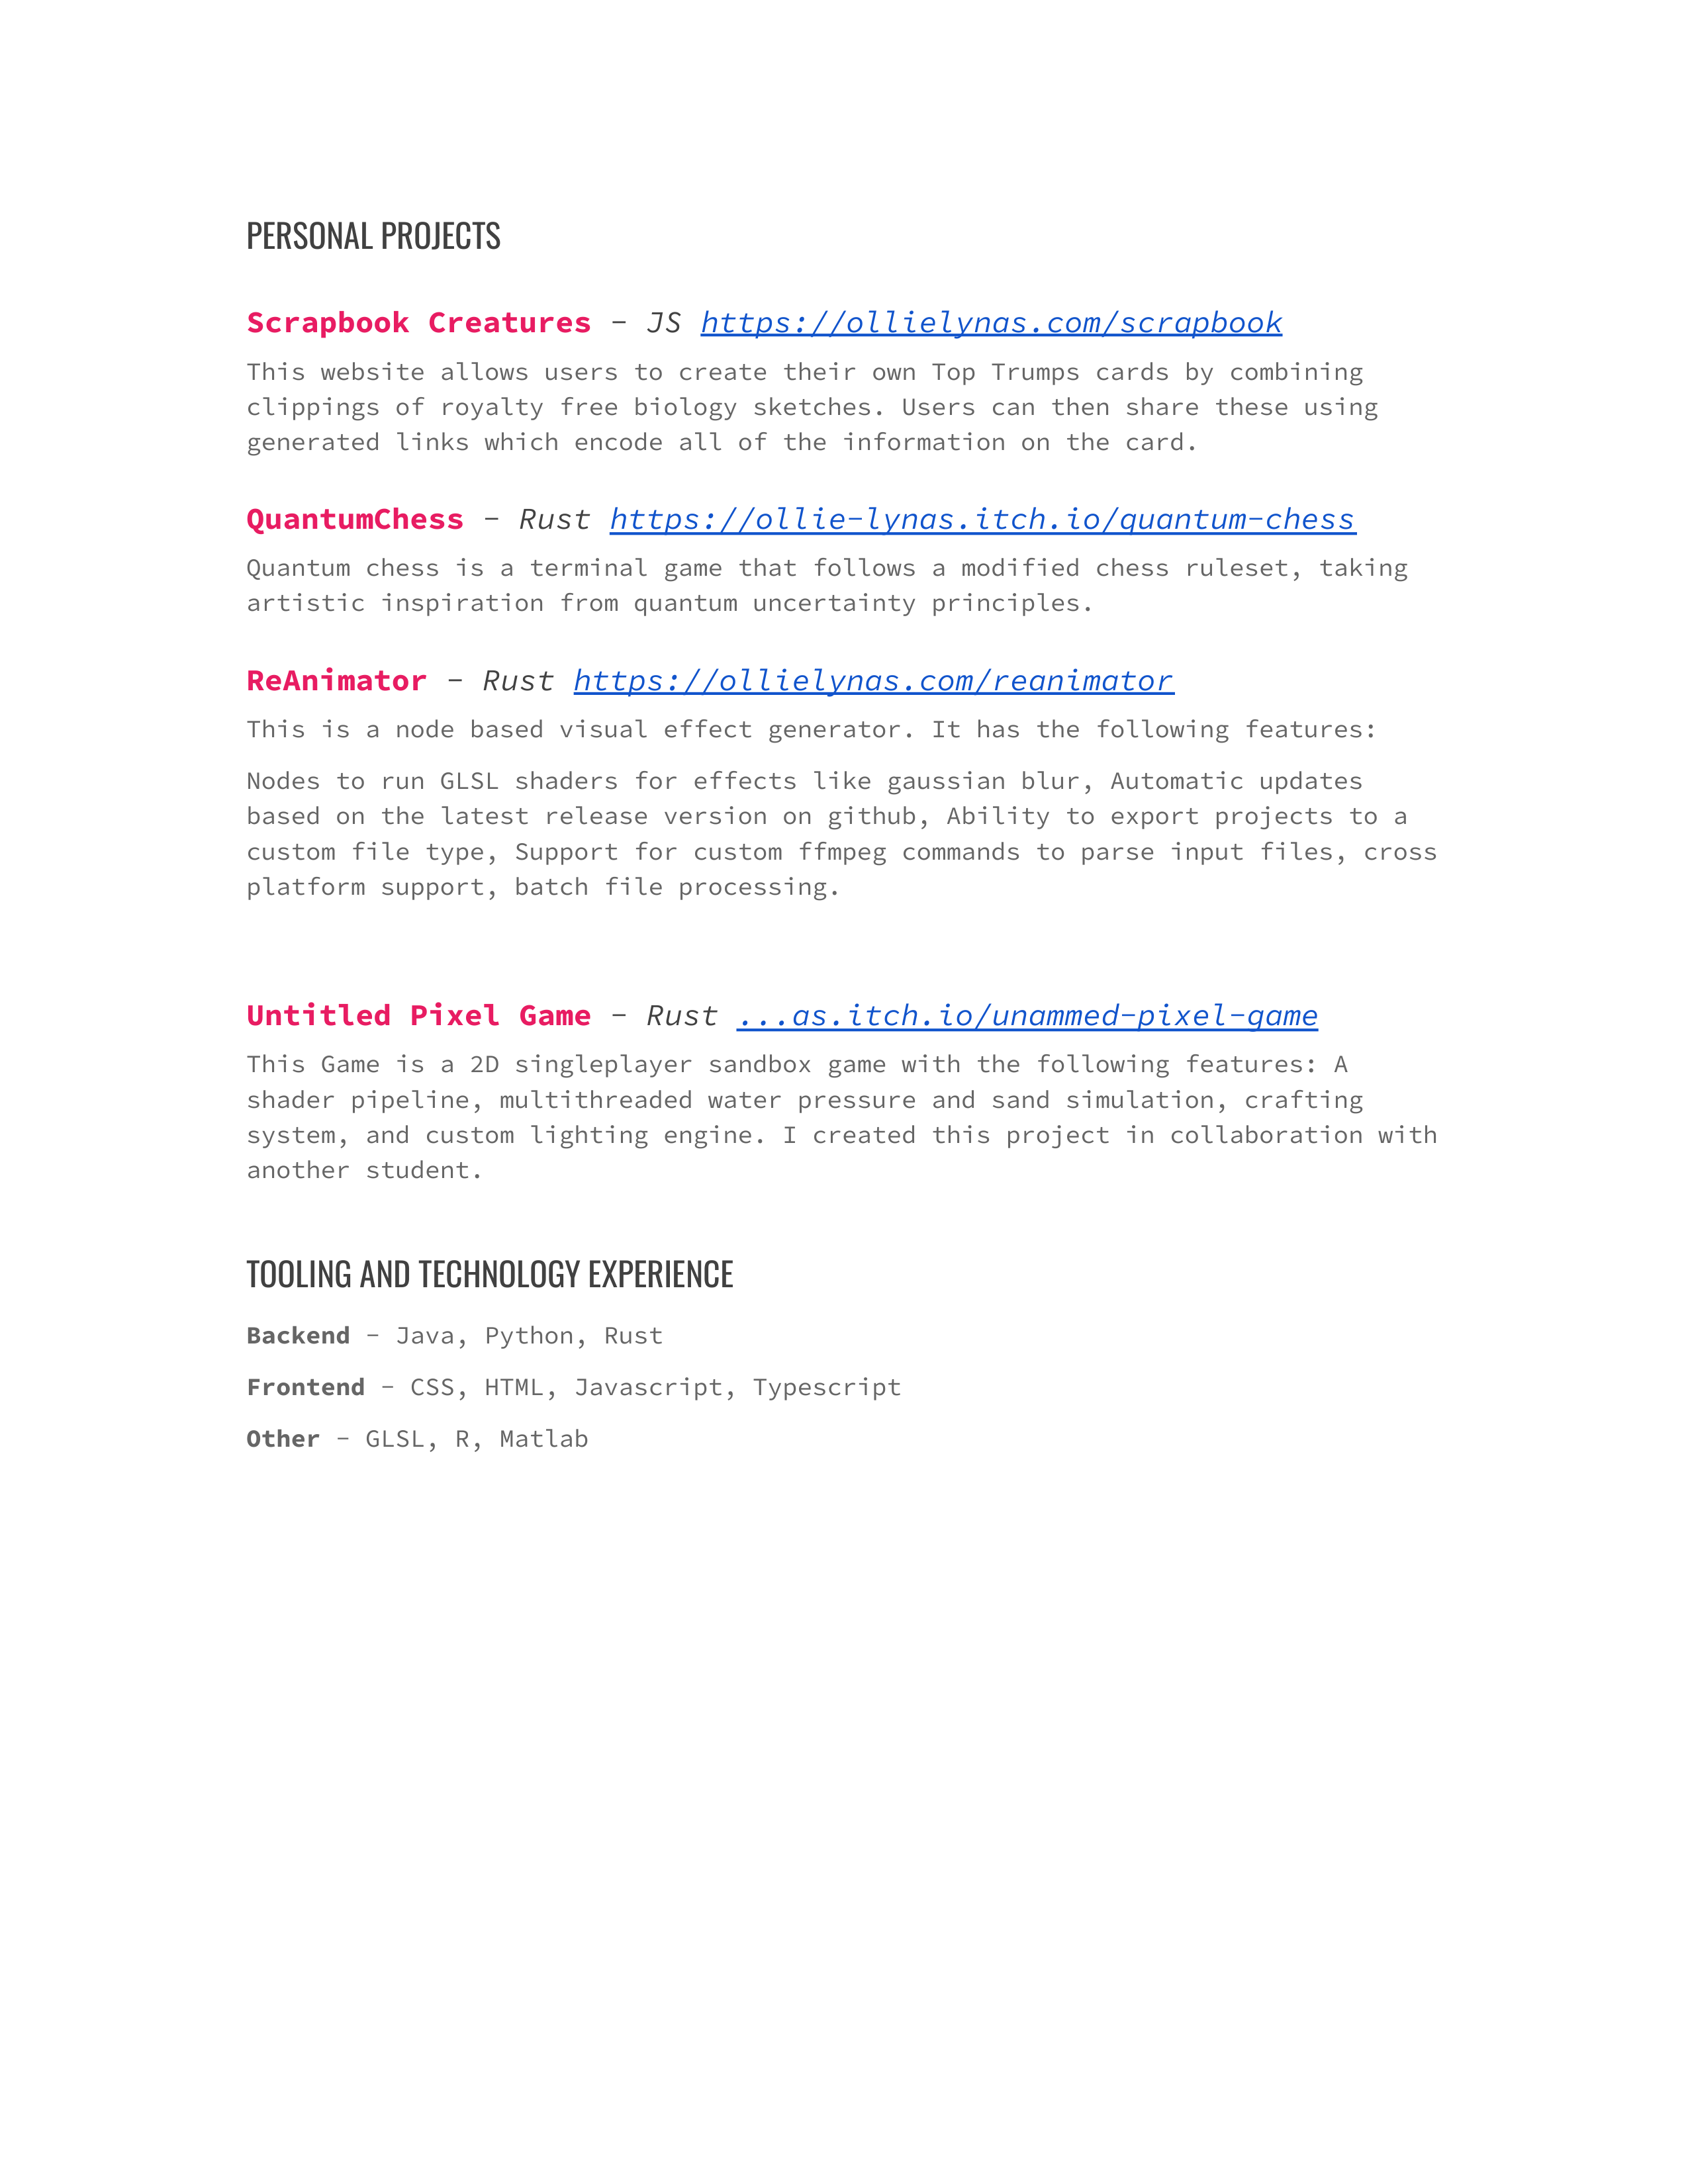 PERSONAL PROJECTS
Scrapbook Creatures - JS https://ollielynas.com/scrapbook
This website allows users to create their own Top Trumps cards by combining
clippings of royalty free biology sketches. Users can then share these using
generated links which encode all of the information on the card.
QuantumChess - Rust https://ollie-lynas.itch.io/quantum-chess
Quantum chess is a terminal game that follows a modified chess ruleset, taking
artistic inspiration from quantum uncertainty principles.
ReAnimator - Rust https://ollielynas.com/reanimator
This is a node based visual effect generator. It has the following features:
Nodes to run GLSL shaders for effects like gaussian blur, Automatic updates
based on the latest release version on github, Ability to export projects to a
custom file type, Support for custom ffmpeg commands to parse input files, cross
platform support, batch file processing.
Untitled Pixel Game - Rust ...as.itch.io/unammed-pixel-game
This Game is a 2D singleplayer sandbox game with the following features: A
shader pipeline, multithreaded water pressure and sand simulation, crafting
system, and custom lighting engine. I created this project in collaboration with
another student.
TOOLING AND TECHNOLOGY EXPERIENCE
Backend - Java, Python, Rust
Frontend - CSS, HTML, Javascript, Typescript
Other - GLSL, R, Matlab